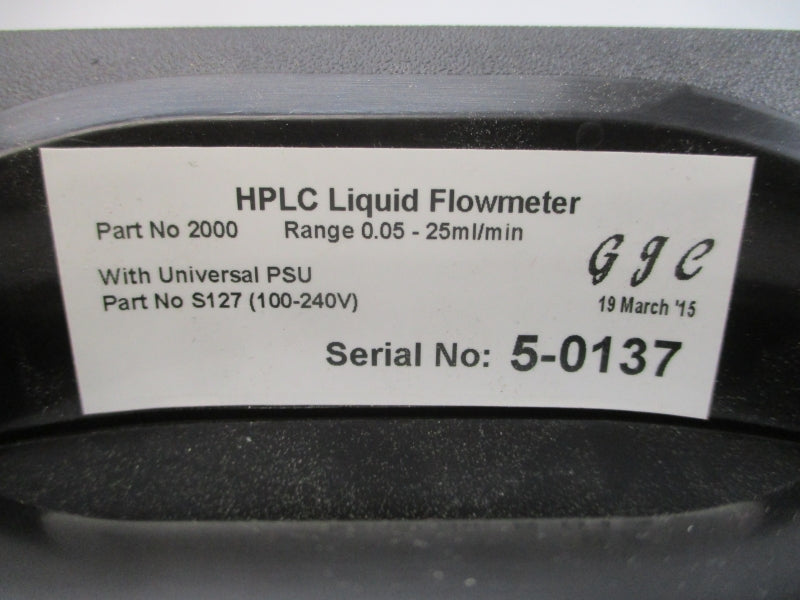 HPLC Liquid Flowmeter
Part No 2000 Range 0.05 - 25ml/min
GJC
With Universal PSU
Part No S127 (100-240V)
19 March '15
Serial No: 5-0137